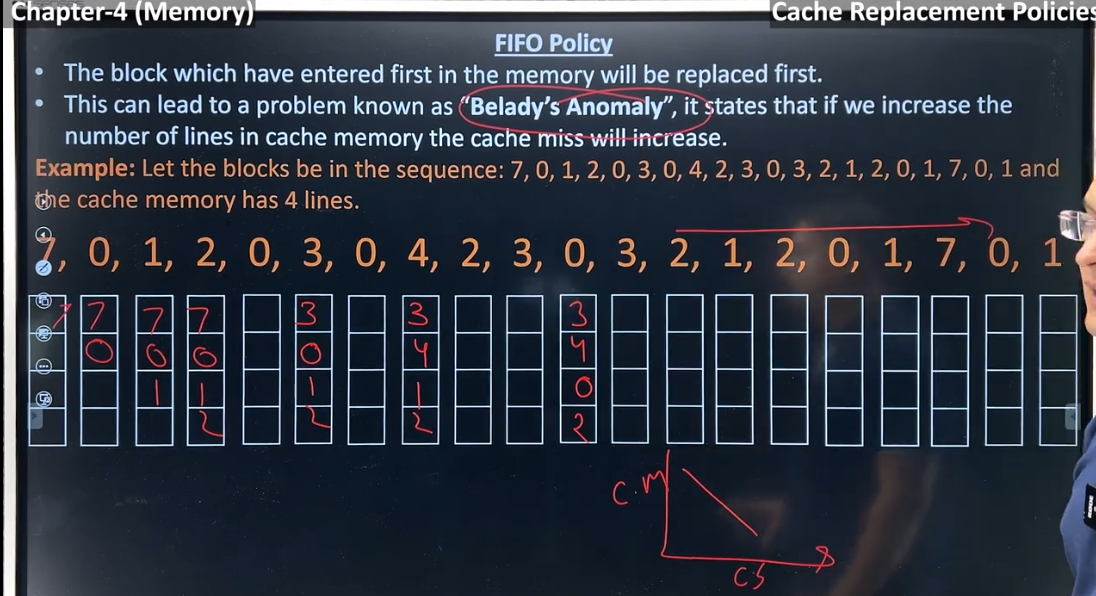 Chapter-4 (Memory)
Cache Replacement Policies
FIFO Policy
• The block which have entered first in the memory will be replaced first.
• This can lead to a problem known as “Belady’s Anomaly”, it states that if we increase the
number of lines in cache memory the cache miss will increase.
Example: Let the blocks be in the sequence: 7, 0, 1, 2, 0, 3, 0, 4, 2, 3, 0, 3, 2, 1, 2, 0, 1, 7, 0, 1 and
the cache memory has 4 lines.
7, 0, 1, 2, 0, 3, 0, 4, 2, 3, 0, 3, 2, 1, 2, 0, 1, 7, 0, 1
7 7 7 7 3 3 3
0 0 0 0 4 4
1 1 1 1 0
2 2 2 2
C.M
CS